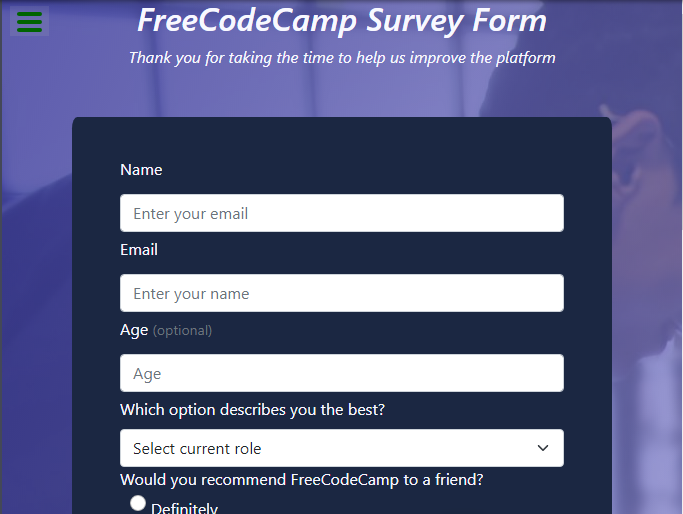 FreeCodeCamp Survey Form
Thank you for taking the time to help us improve the platform
Name
Enter your email
Email
Enter your name
Age (optional)
Age
Which option describes you the best?
Select current role
Would you recommend FreeCodeCamp to a friend?
Definitely